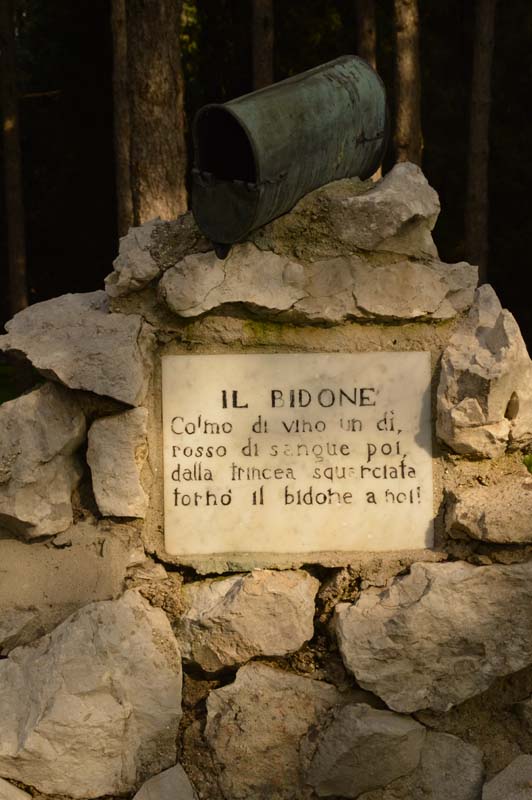 IL BIDONE
Colmo di vino un dì,
rosso di sangue poi,
dalla trincea squarciata
tornò il bidone a noi!